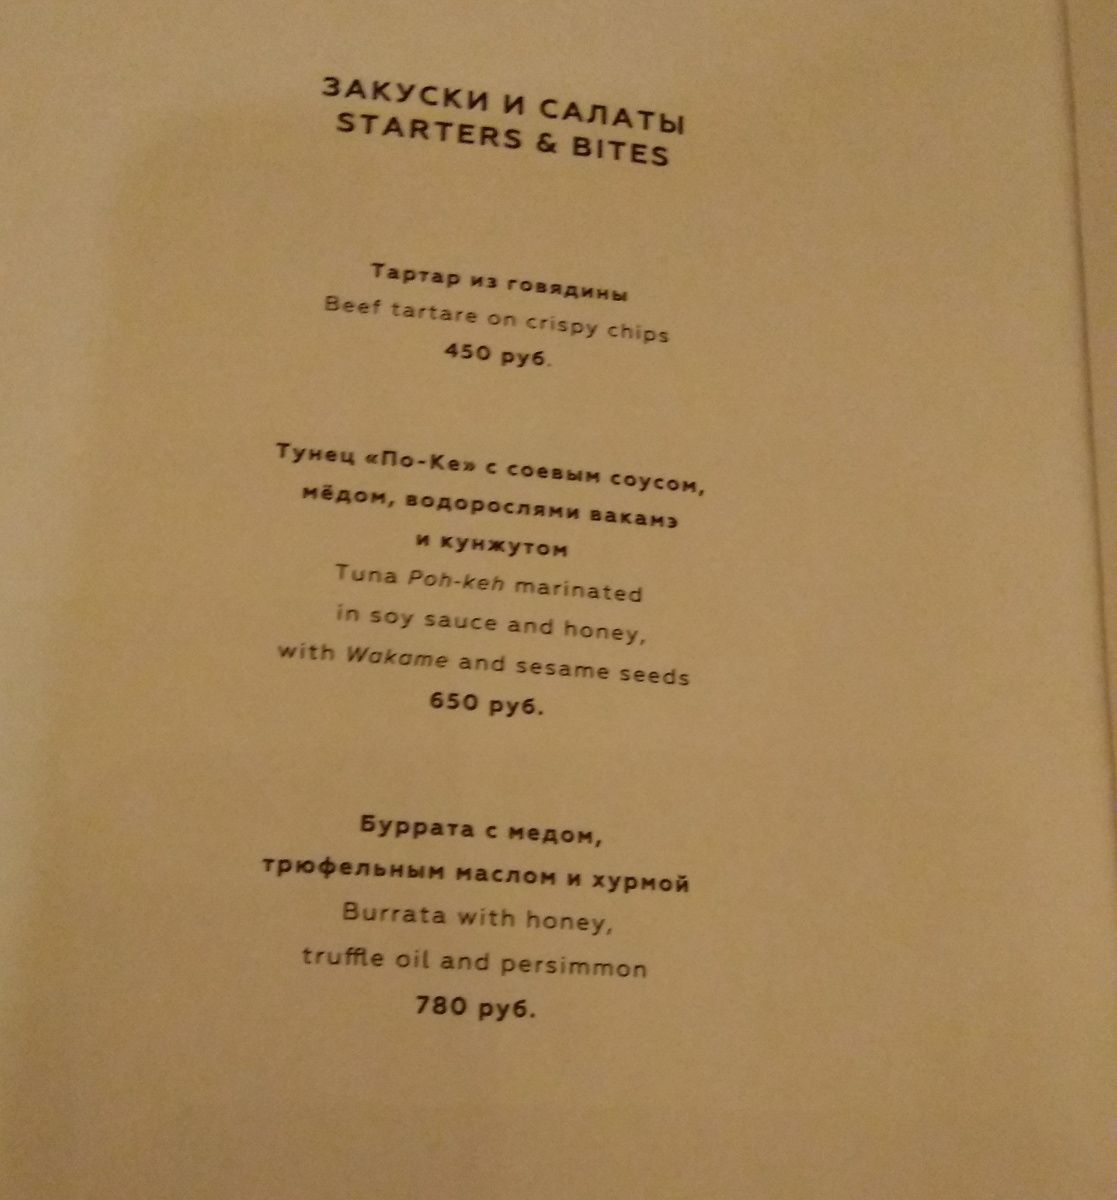 ЗАКУСКИ И САЛАТЫ
STARTERS & BITES
Тартар из говядины
Beef tartare on crispy chips
450 руб.
Тунец «По-Ке» с соевым соусом,
мёдом, водорослями вакамэ
и кунжутом
Tuna Poh-keh marinated
in soy sauce and honey,
with Wakame and sesame seeds
650 руб.
Буррата с медом,
трюфельным маслом и хурмой
Burrata with honey,
truffle oil and persimmon
780 руб.